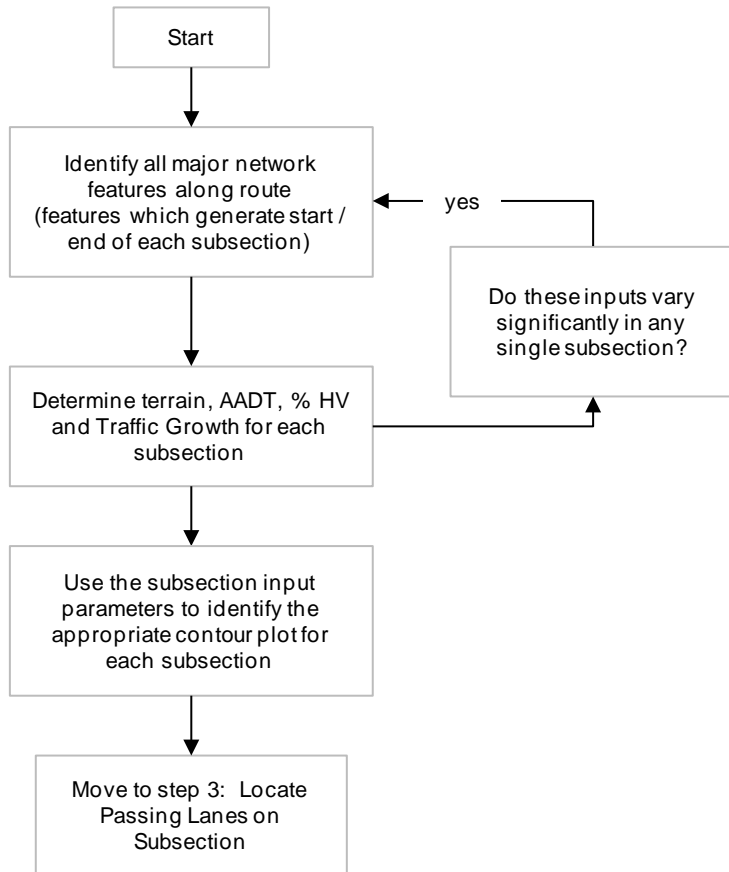 Start
Identify all major network
features along route
(features which generate start /
end of each subsection)
yes
Do these inputs vary
significantly in any
single subsection?
Determine terrain, AADT, % HV
and Traffic Growth for each
subsection
Use the subsection input
parameters to identify the
appropriate contour plot for
each subsection
Move to step 3: Locate
Passing Lanes on
Subsection